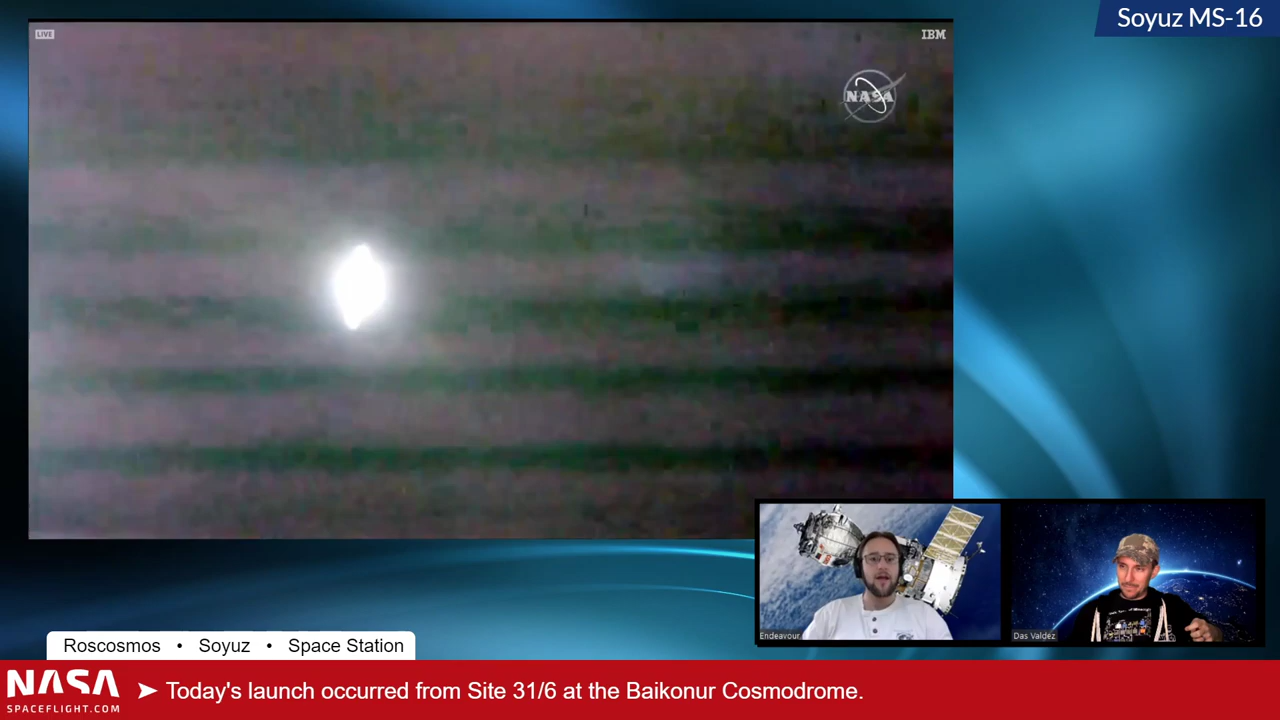 Soyuz MS-16
LIVE
IBM
NASA
Endeavour
Das Valdez
Roscosmos • Soyuz • Space Station
NASA
SPACEFLIGHT.COM
➤ Today's launch occurred from Site 31/6 at the Baikonur Cosmodrome.